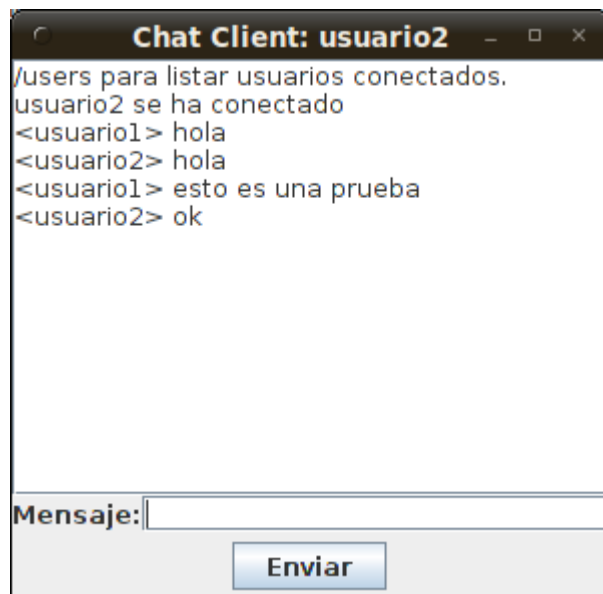 Chat Client: usuario2
/users para listar usuarios conectados.
usuario2 se ha conectado
<usuario1> hola
<usuario2> hola
<usuario1> esto es una prueba
<usuario2> ok
Mensaje:
Enviar